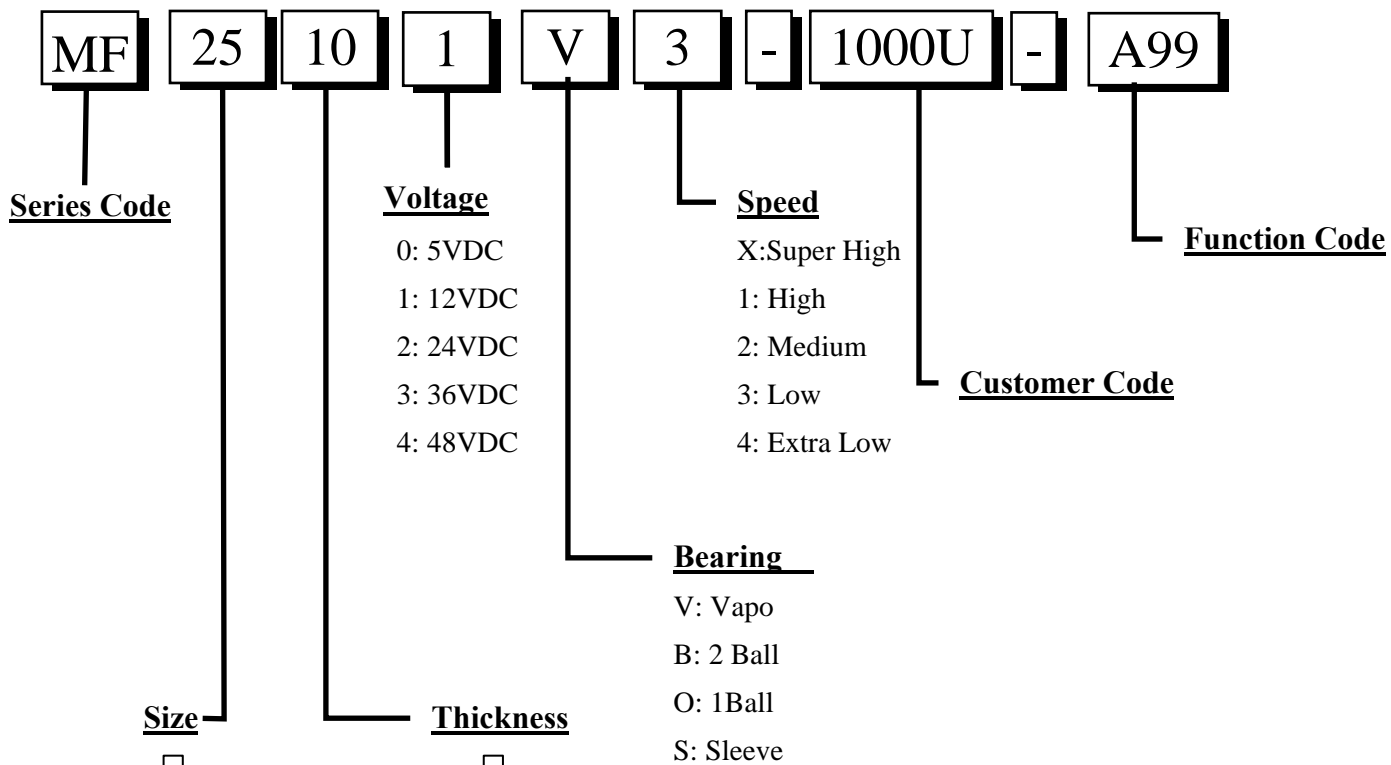 MF 25 10 1 V 3 - 1000U - A99
Series Code
Voltage
0: 5VDC
1: 12VDC
2: 24VDC
3: 36VDC
4: 48VDC
Speed
X:Super High
1: High
2: Medium
3: Low
4: Extra Low
Function Code
Customer Code
Bearing
V: Vapo
B: 2 Ball
O: 1Ball
S: Sleeve
Size
Thickness